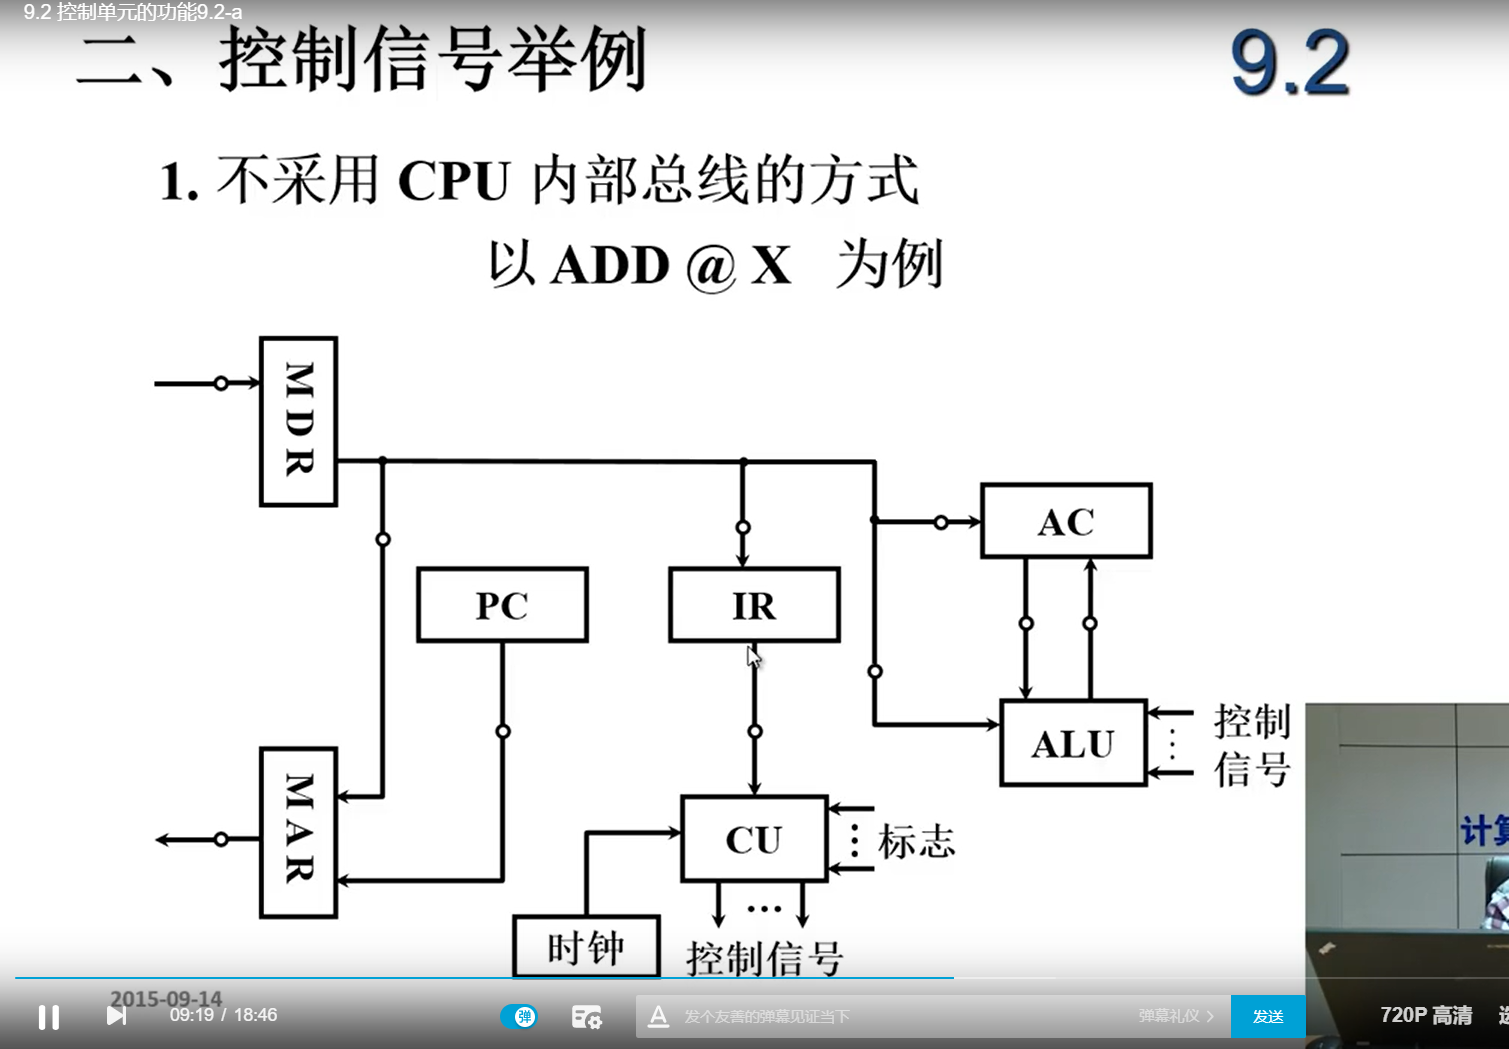 9.2 控制单元的功能9.2-a
二、控制信号举例
9.2
1. 不采用 CPU 内部总线的方式
以 ADD @ X 为例
MDR
AC
PC
IR
ALU
控制
信号
MAR
CU
标志
时钟
控制信号
计算
2015-09-14
09:19 / 18:46
弹
发个友善的弹幕见证当下
弹幕礼仪 >
发送
720P 高清
选